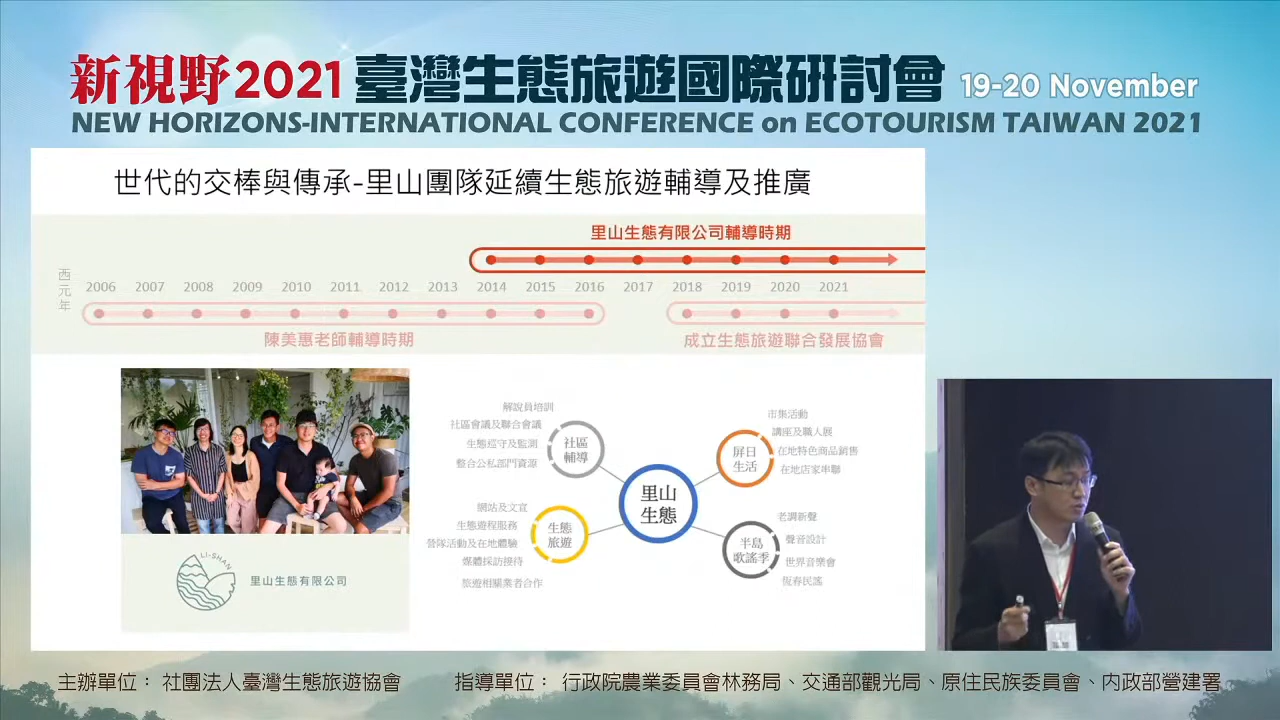 新視野2021臺灣生態旅遊國際研討會 19-20 November
NEW HORIZONS-INTERNATIONAL CONFERENCE on ECOTOURISM TAIWAN 2021
世代的交棒與傳承-里山團隊延續生態旅遊輔導及推廣
里山生態有限公司輔導時期
西元年
2006 2007 2008 2009 2010 2011 2012 2013 2014 2015 2016 2017 2018 2019 2020 2021
陳美惠老師輔導時期
成立生態旅遊聯合發展協會
LI-SHAN
里山生態有限公司
里山
生態
社區
輔導
解說員培訓
社區會議及聯合會議
生態巡守及監測
整合公私部門資源
生態
旅遊
網站及文宣
生態遊程服務
營隊活動及在地體驗
媒體採訪接待
旅遊相關業者合作
屏日
生活
市集活動
講座及職人展
在地特色商品銷售
在地店家串聯
半島
歌謠季
老調新聲
聲音設計
世界音樂會
恆春民謠
主辦單位： 社團法人臺灣生態旅遊協會
指導單位： 行政院農業委員會林務局、交通部觀光局、原住民族委員會、內政部營建署